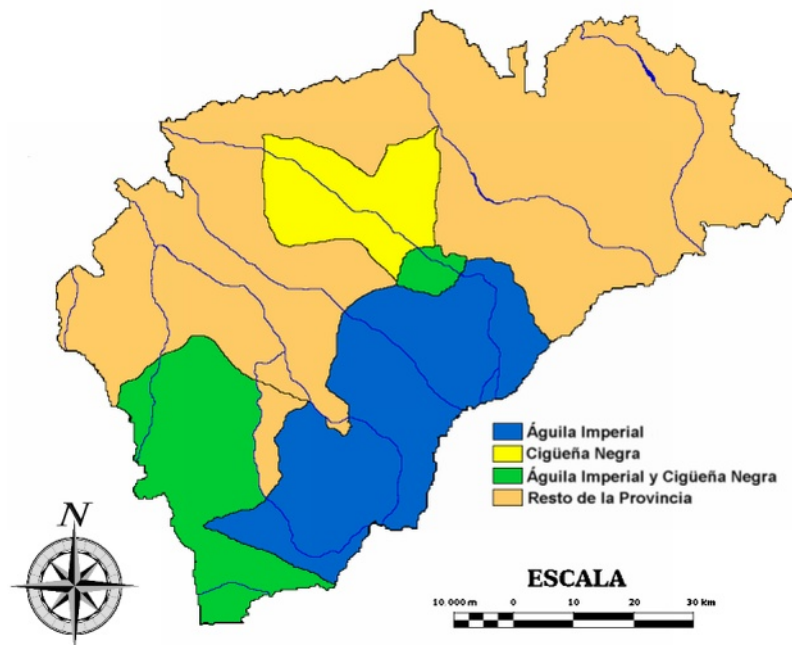 Águila Imperial
Cigüeña Negra
Águila Imperial y Cigüeña Negra
Resto de la Provincia
N
ESCALA
10 000 m 0 10 20 30 km